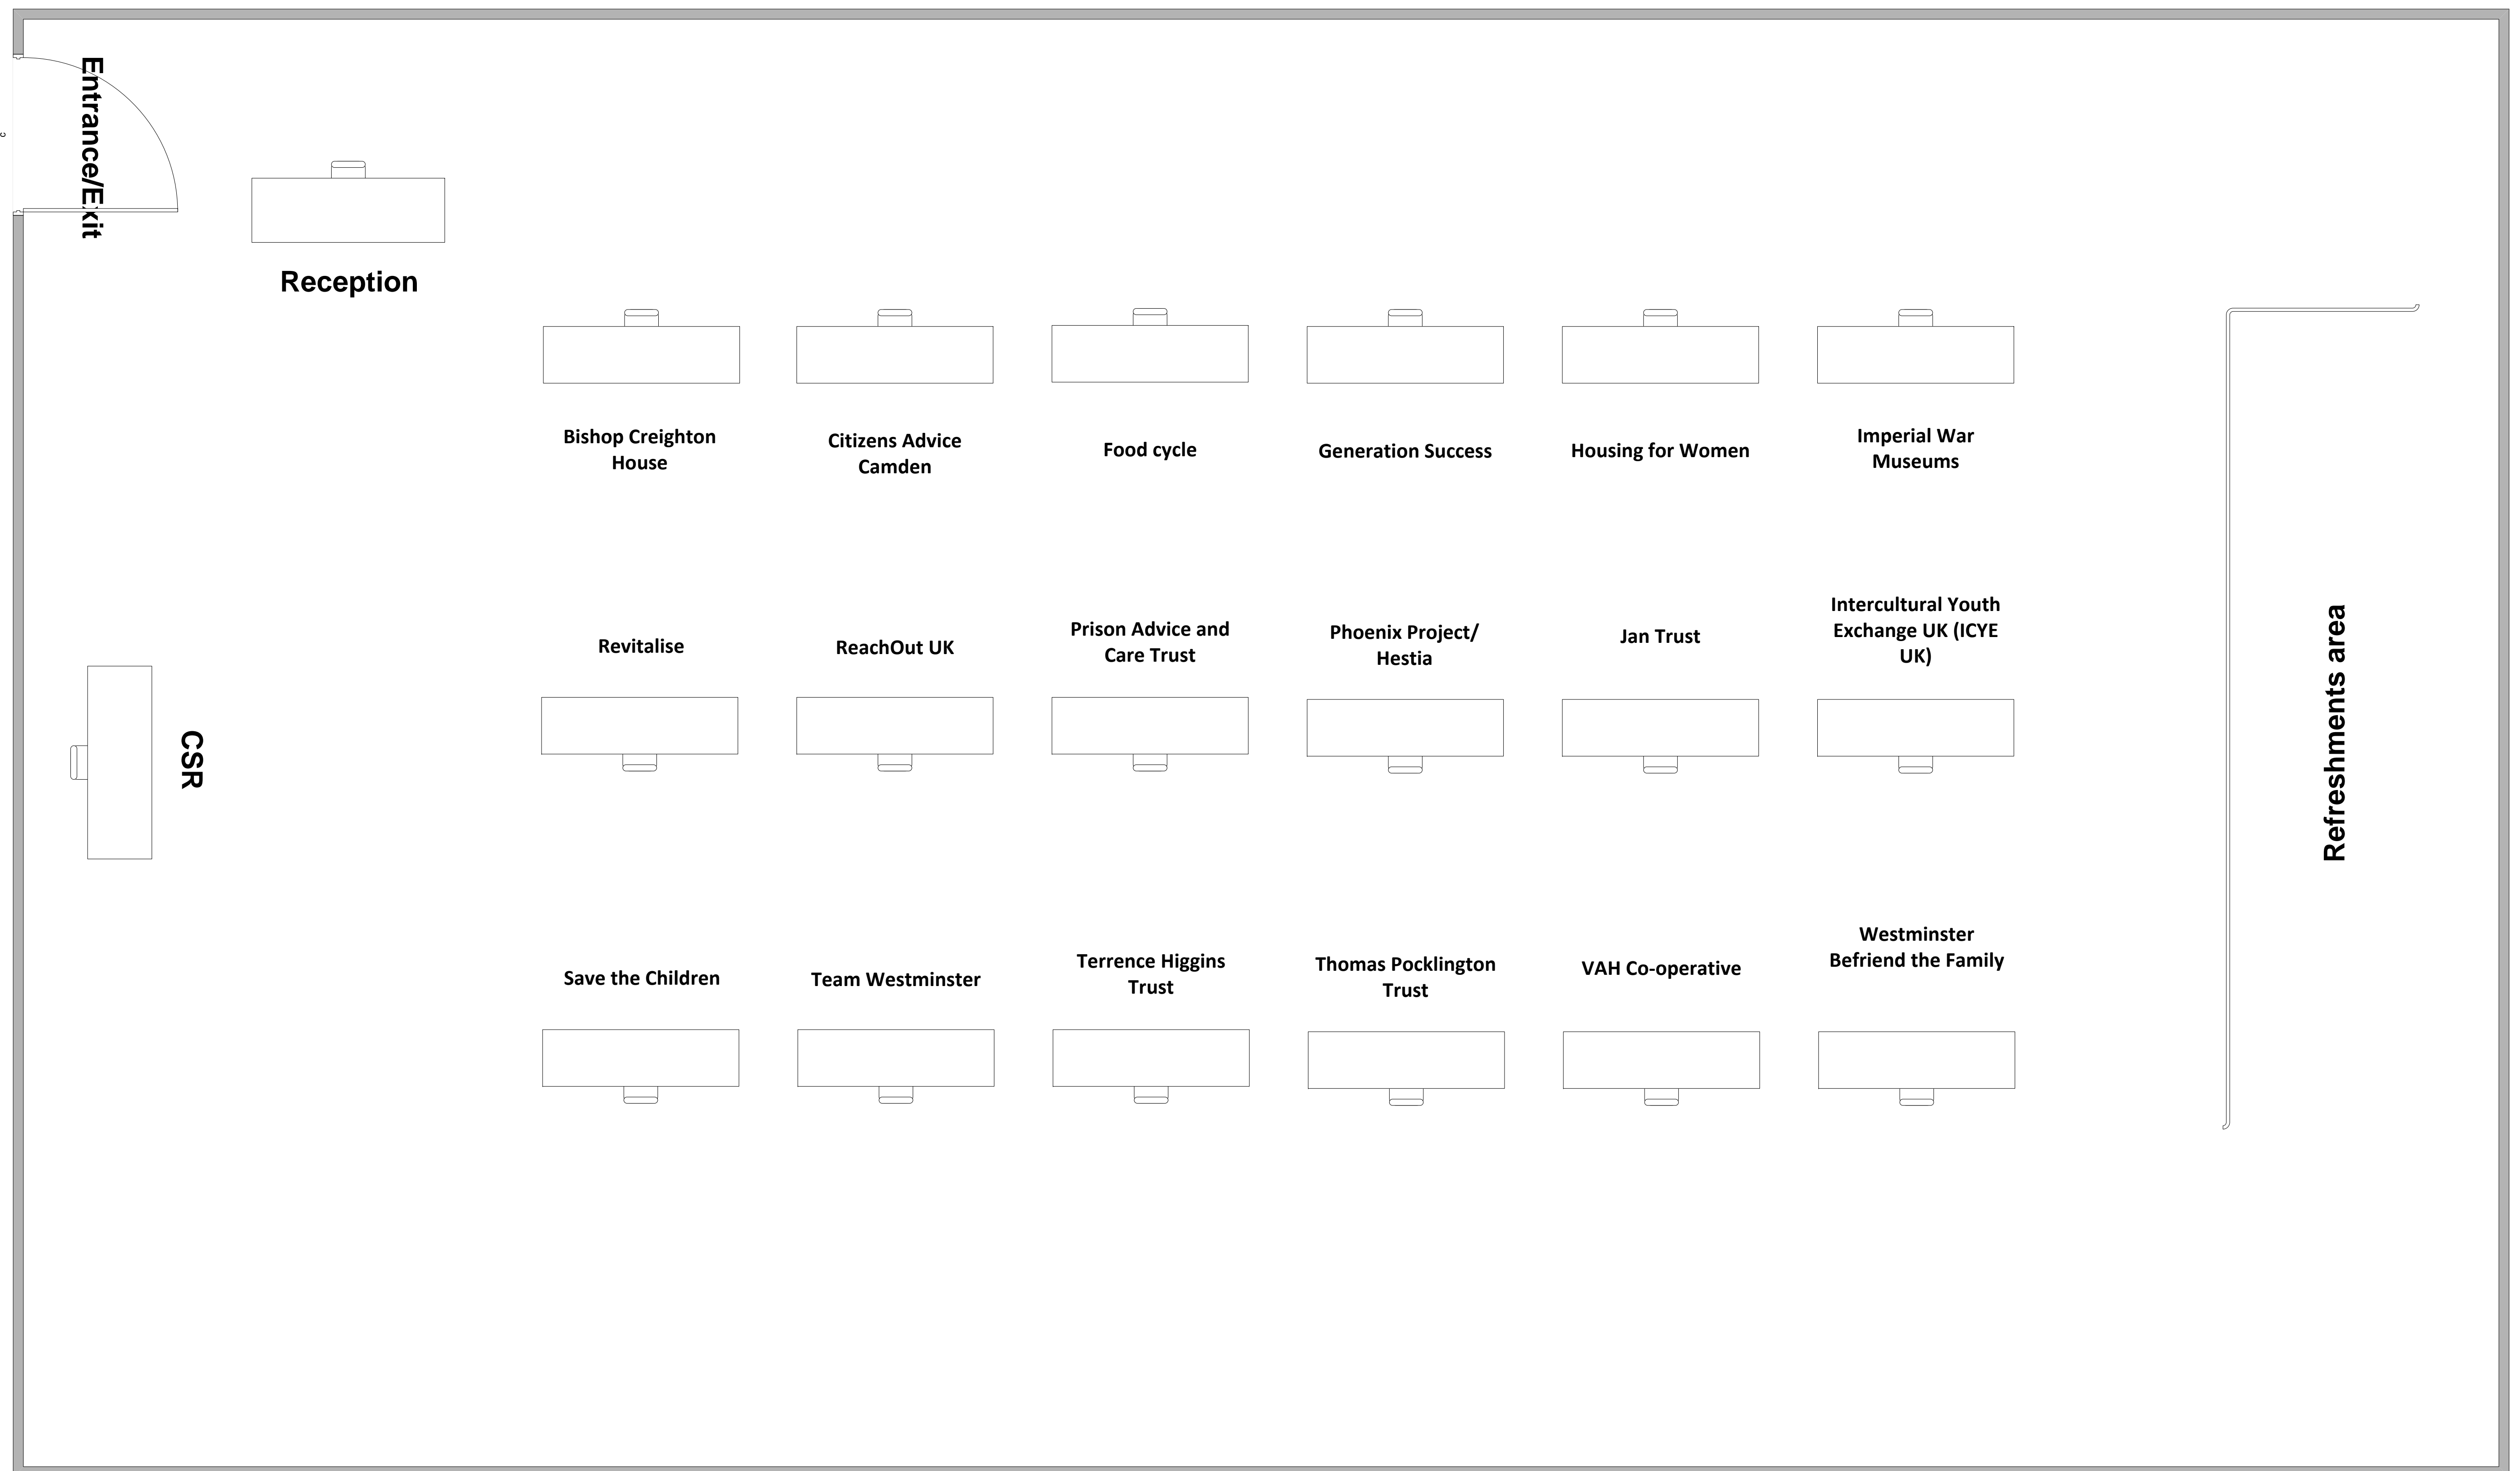 Entrance/Exit
c
Reception
Bishop Creighton
House
Citizens Advice
Camden
Food cycle
Generation Success
Housing for Women
Imperial War
Museums
Revitalise
ReachOut UK
Prison Advice and
Care Trust
Phoenix Project/
Hestia
Jan Trust
Intercultural Youth
Exchange UK (ICYE
UK)
Refreshments area
CSR
Save the Children
Team Westminster
Terrence Higgins
Trust
Thomas Pocklington
Trust
VAH Co-operative
Westminster
Befriend the Family